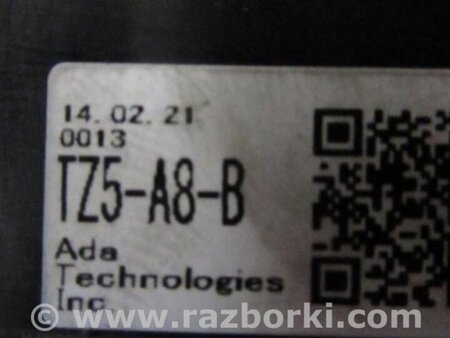 14. 02. 21
0013
TZ5-A8-B
Ada
Technologies
Inc.
© www.razborki.com